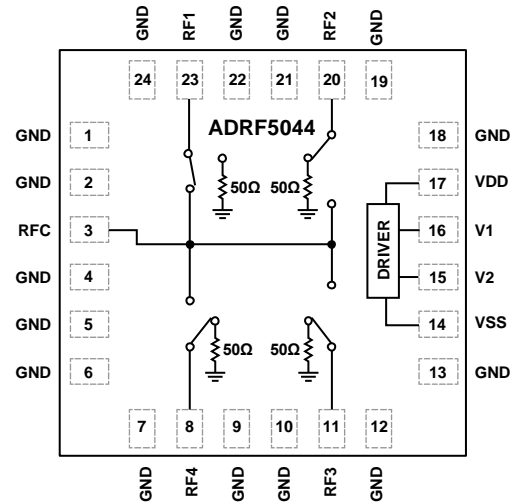 GND RF1 GND GND RF2 GND
24 23 22 21 20 19
ADRF5044
GND 1
18 GND
GND 2
50Ω 50Ω
17 VDD
RFC 3
16 V1
DRIVER
GND 4
15 V2
GND 5
14 VSS
50Ω 50Ω
GND 6
13 GND
7 8 9 10 11 12
GND RF4 GND GND RF3 GND